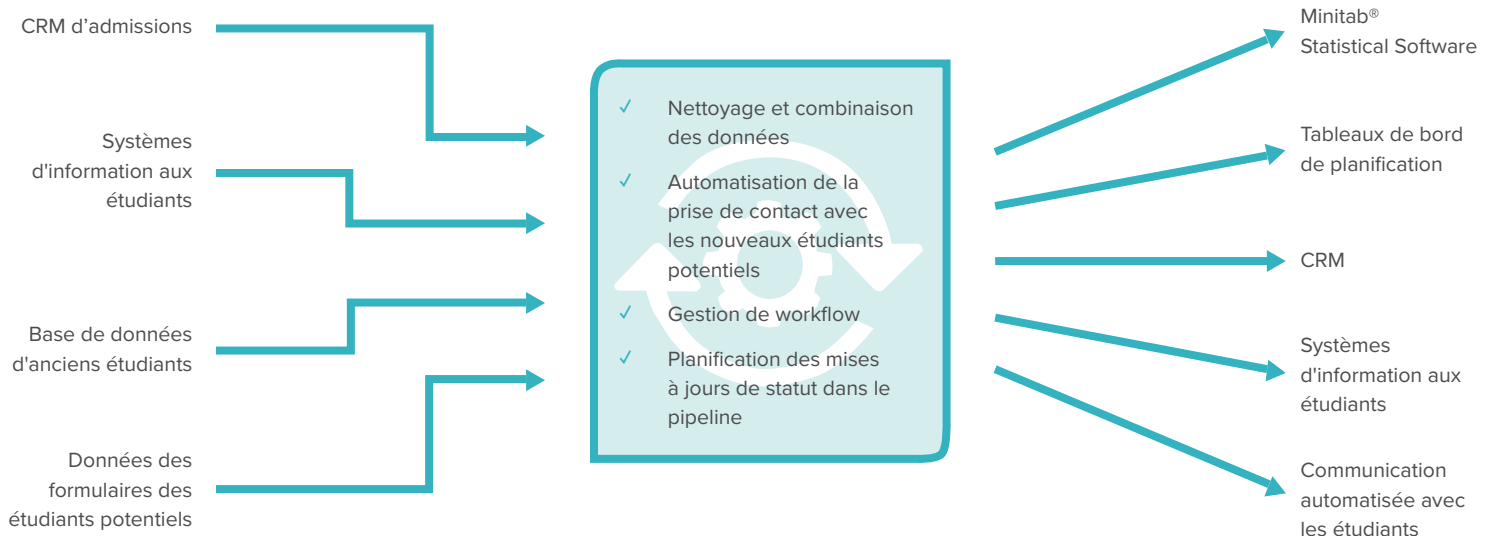 CRM d’admissions
Systèmes
d'information aux
étudiants
Base de données
d'anciens étudiants
Données des
formulaires des
étudiants potentiels
Nettoyage et combinaison
des données
Automatisation de la
prise de contact avec
les nouveaux étudiants
potentiels
Gestion de workflow
Planification des mises
à jours de statut dans le
pipeline
Minitab®
Statistical Software
Tableaux de bord
de planification
CRM
Systèmes
d'information aux
étudiants
Communication
automatisée avec
les étudiants